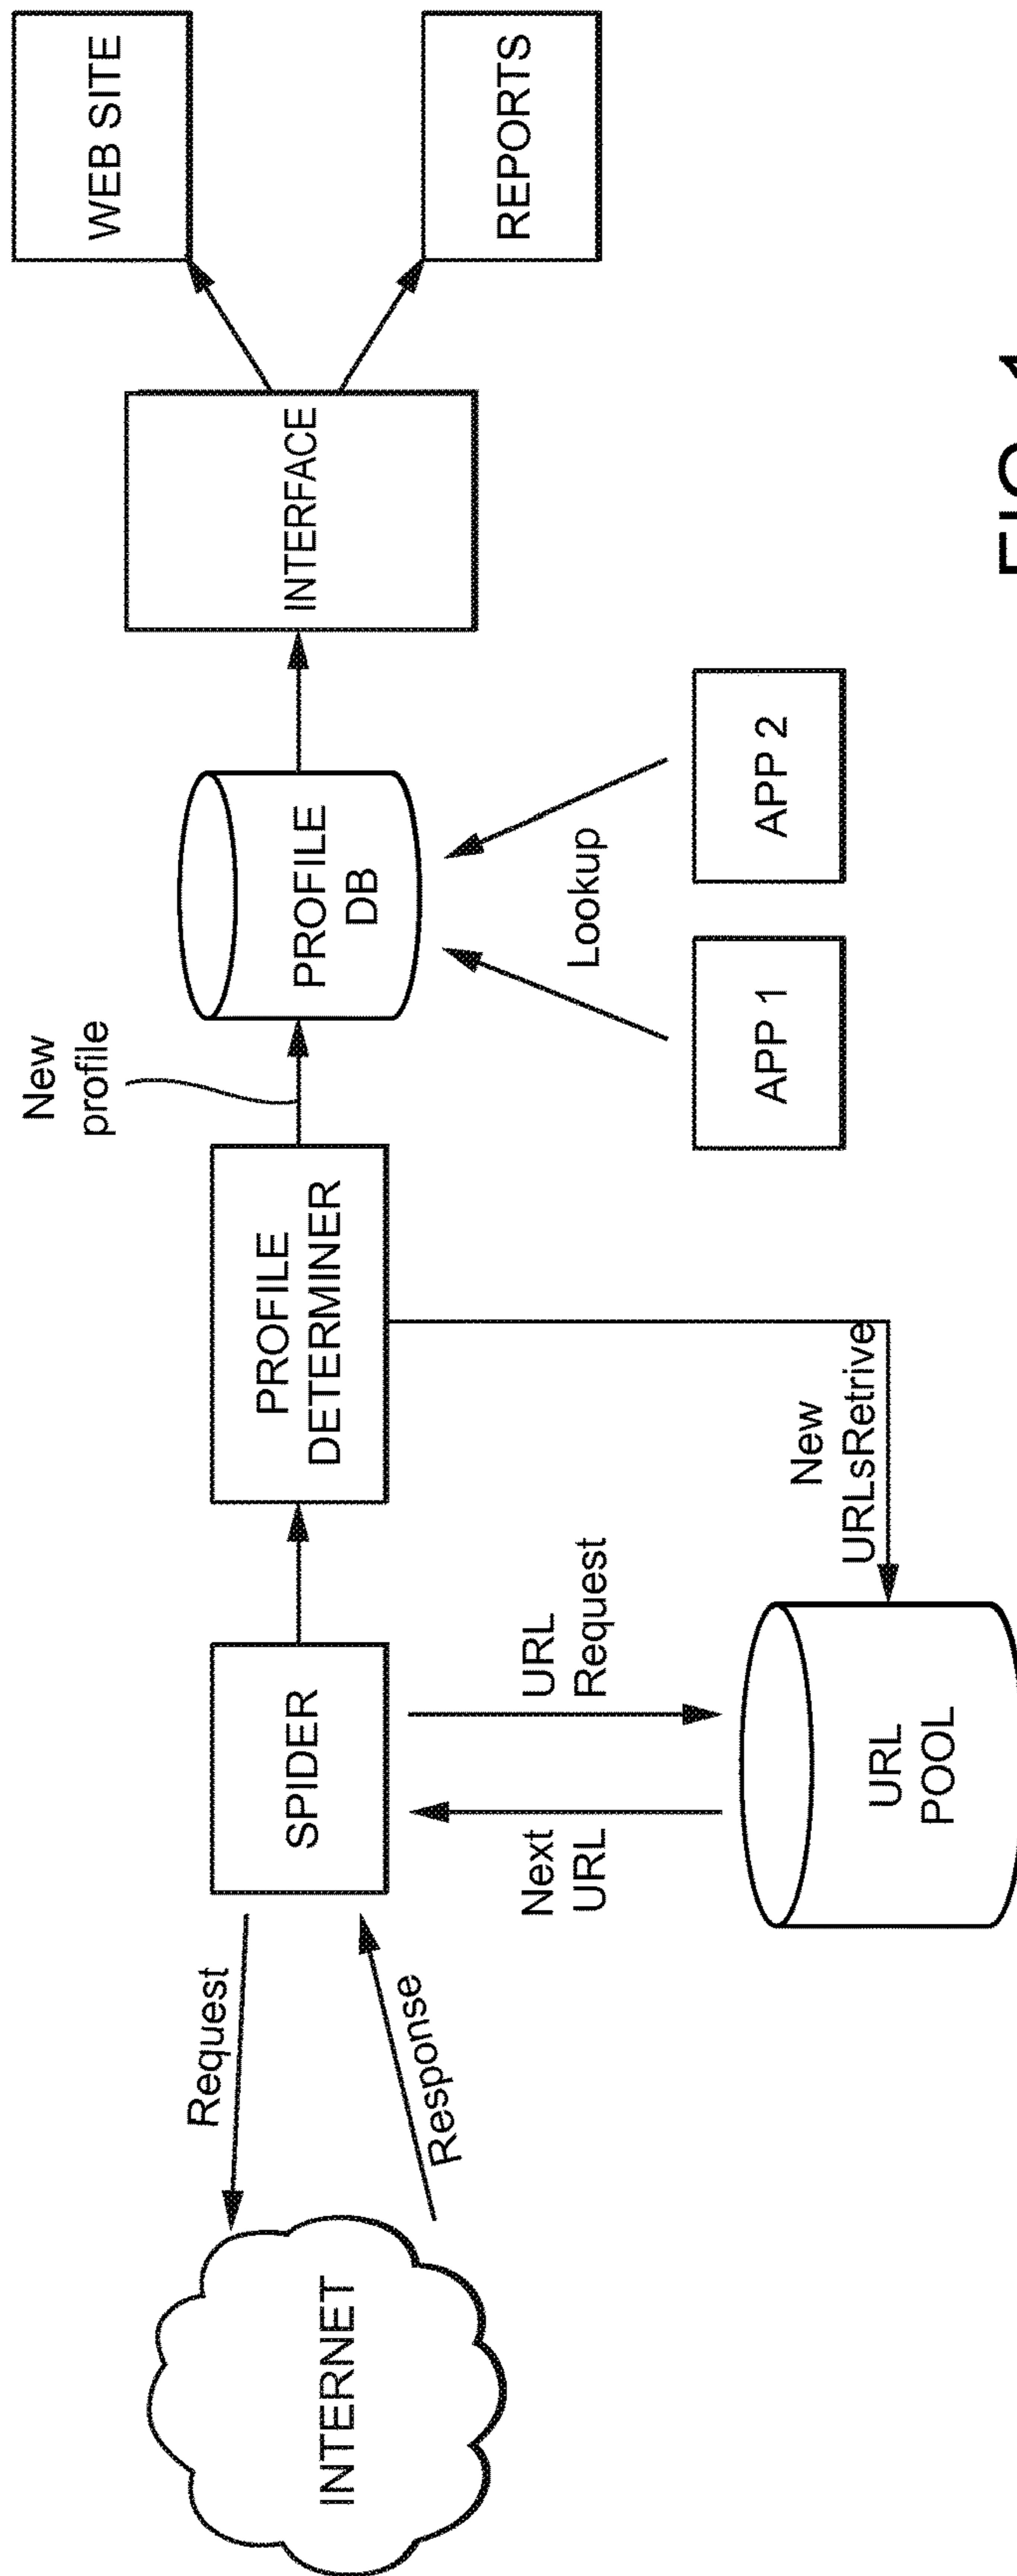 INTERNET
Request
Response
SPIDER
Next
URL
URL
Request
URL
POOL
PROFILE
DETERMINER
New
URLsRetrive
New
profile
PROFILE
DB
Lookup
APP 1
APP 2
INTERFACE
WEB SITE
REPORTS